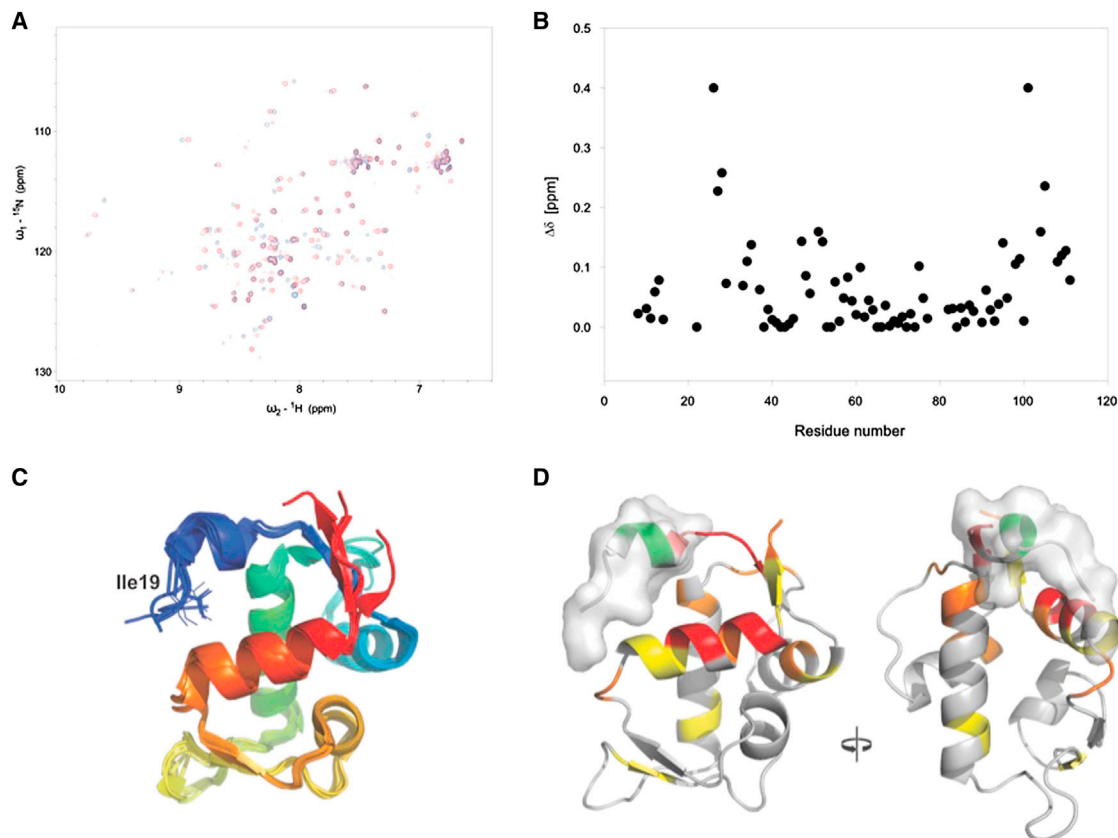 A
110
120
130
ω₁ - ¹⁵N (ppm)
10
9
8
7
ω₂ - ¹H (ppm)
B
0.5
0.4
0.3
0.2
0.1
0.0
Δδ [ppm]
0
20
40
60
80
100
120
Residue number
C
Ile19
D